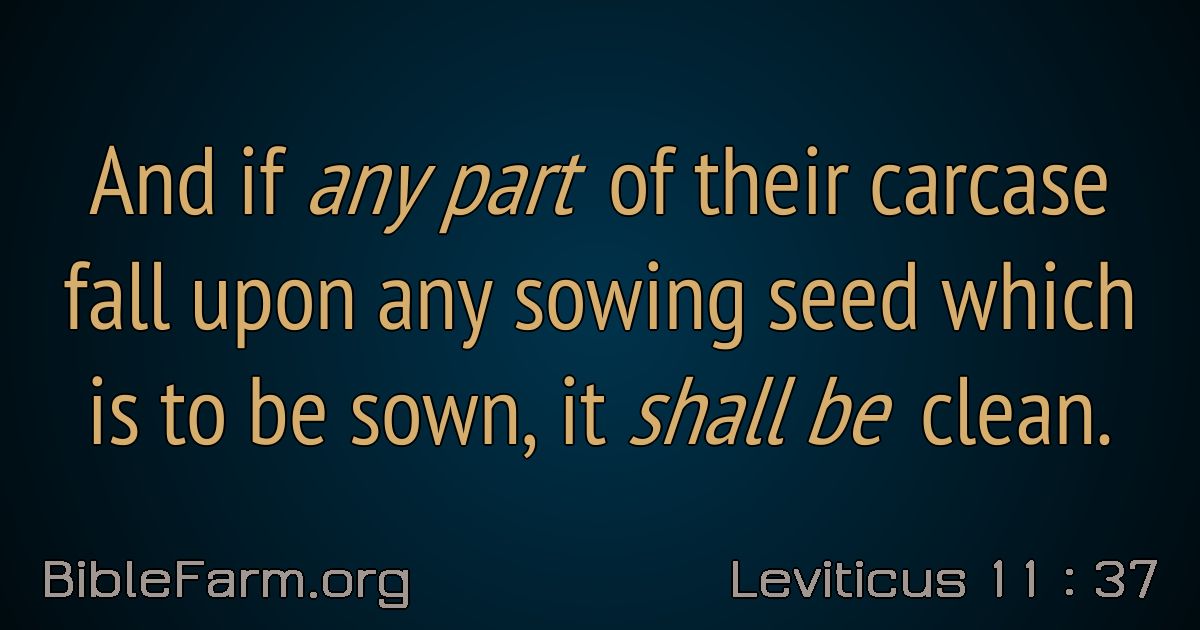 And if any part of their carcase
fall upon any sowing seed which
is to be sown, it shall be clean.
BibleFarm.org
Leviticus 11 : 37